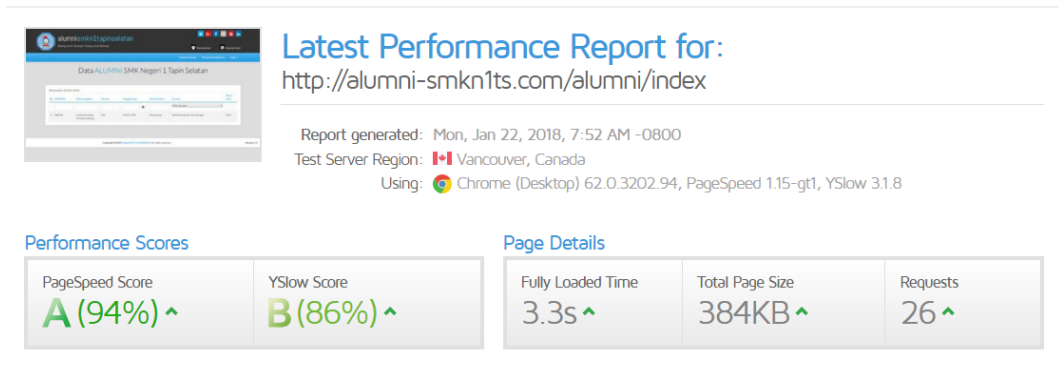 alumnismkn1tapinselatan
Data ALUMNI SMK Negeri 1 Tapin Selatan
Latest Performance Report for:
http://alumni-smkn1ts.com/alumni/index
Report generated: Mon, Jan 22, 2018, 7:52 AM -0800
Test Server Region: Vancouver, Canada
Using: Chrome (Desktop) 62.0.3202.94, PageSpeed 1.15-gt1, YSlow 3.1.8
Performance Scores
Page Details
PageSpeed Score
YSlow Score
Fully Loaded Time
Total Page Size
Requests
A (94%)
B (86%)
3.3s
384KB
26